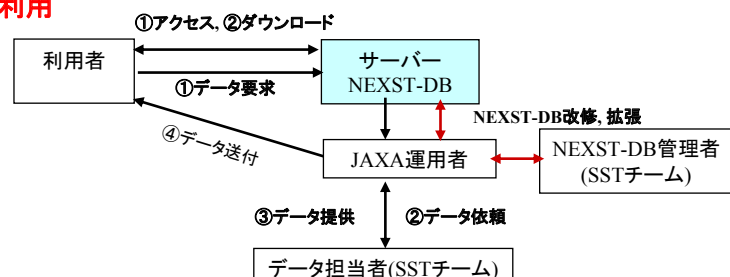 利用
①アクセス, ②ダウンロード
利用者
サーバー
NEXST-DB
①データ要求
NEXST-DB改修, 拡張
④データ送付
JAXA運用者
NEXST-DB管理者
(SSTチーム)
③データ提供
②データ依頼
データ担当者(SSTチーム)